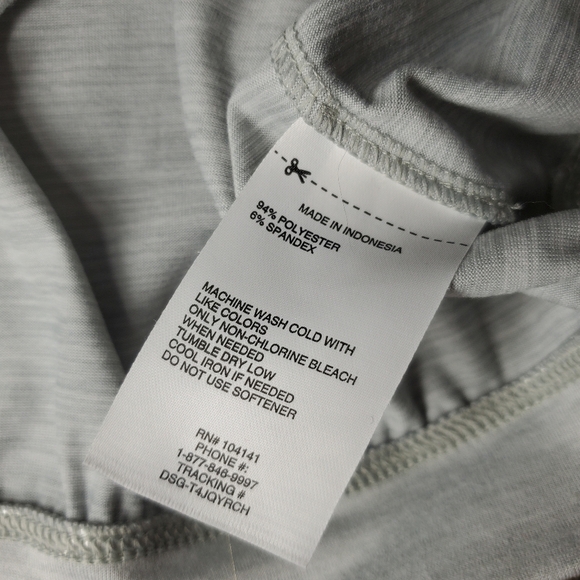 MADE IN INDONESIA
94% POLYESTER
6% SPANDEX
MACHINE WASH COLD WITH
LIKE COLORS
ONLY NON-CHLORINE BLEACH
WHEN NEEDED
TUMBLE DRY LOW
COOL IRON IF NEEDED
DO NOT USE SOFTENER
RN# 104141
PHONE #:
1-877-846-9997
TRACKING #
DSG-T4JQYRCH